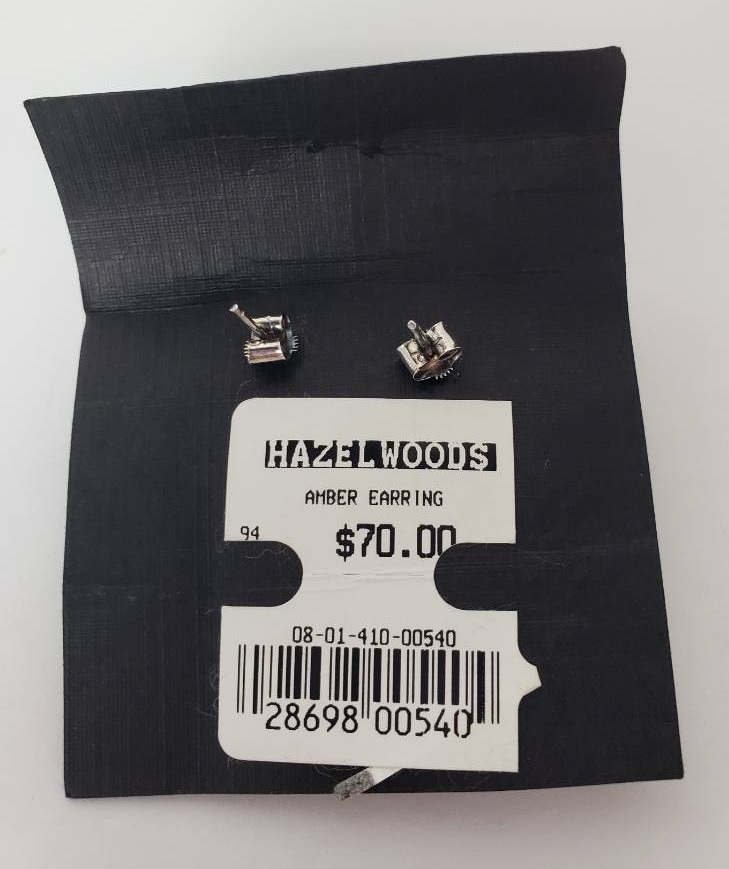 HAZELWOODS
AMBER EARRING
94 $70.00
08-01-410-00540
28698 00540